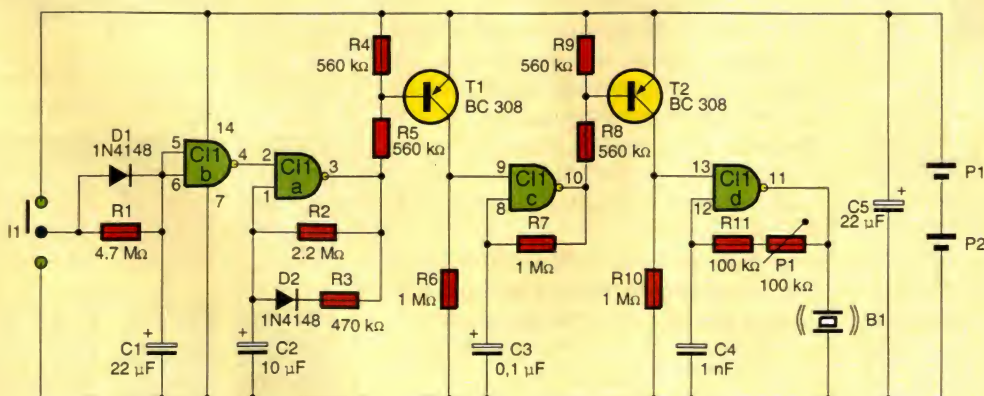 R4
560 kΩ
R9
560 kΩ
T1
BC 308
T2
BC 308
D1
1N4148
14
5
6
CI1
b
4
7
2
1
CI1
a
3
R5
560 kΩ
R8
560 kΩ
9
8
CI1
c
10
13
12
CI1
d
11
I1
R1
4.7 MΩ
R2
2.2 MΩ
R7
1 MΩ
R11
100 kΩ
P1
100 kΩ
C5
22 µF
+
P1
P2
D2
1N4148
R3
470 kΩ
R6
1 MΩ
R10
1 MΩ
+
C1
22 µF
+
C2
10 µF
+
C3
0,1 µF
C4
1 nF
B1